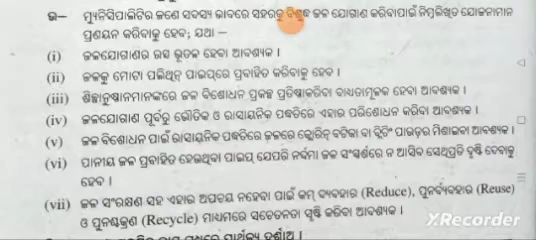 ଉ— ମ୍ୟୁନିସିପାଲିଟିର ଜଣେ ସଦସ୍ୟ ଭାବରେ ସହରକୁ ବିଶୁଦ୍ଧ ଜଳ ଯୋଗାଣ କରିବାପାଇଁ ନିମ୍ନଲିଖିତ ଯୋଜନାମାନ
ପ୍ରଣୟନ କରିବାକୁ ହେବ; ଯଥା —
(i) ଜଳଯୋଗାଣର ଉତ୍ସ ଭୂତଳ ହେବା ଆବଶ୍ୟକ ।
(ii) ଜଳକୁ ମୋଟା ପଲିଥିନ୍ ପାଇପ୍‌ରେ ପ୍ରବାହିତ କରିବାକୁ ହେବ ।
(iii) ଶିକ୍ଷାନୁଷ୍ଠାନମାନଙ୍କରେ ଜଳ ବିଶୋଧନ ପ୍ରକଳ୍ପ ପ୍ରତିଷ୍ଠାକରିବା ବାଧ୍ୟତାମୂଳକ ହେବା ଆବଶ୍ୟକ ।
(iv) ଜଳଯୋଗାଣ ପୂର୍ବରୁ ଭୌତିକ ଓ ରାସାୟନିକ ପଦ୍ଧତିରେ ଏହାର ପରିଶୋଧନ କରିବା ଆବଶ୍ୟକ ।
(v) ଜଳ ବିଶୋଧନ ପାଇଁ ରାସାୟନିକ ପଦ୍ଧତିରେ ଜଳରେ କ୍ଲୋରିନ୍ ବଟିକା ବା ବ୍ଲିଚିଂ ପାଉଡ଼ର ମିଶାଇବା ଆବଶ୍ୟକ ।
(vi) ପାନୀୟ ଜଳ ପ୍ରବାହିତ ହେଉଥିବା ପାଇପ୍ ଯେପରି ନର୍ଦ୍ଦମା ଜଳ ସଂସ୍ପର୍ଶରେ ନ ଆସିବ ସେଥିପ୍ରତି ଦୃଷ୍ଟି ଦେବାକୁ
ହେବ ।
(vii) ଜଳ ସଂରକ୍ଷଣ ସହ ଏହାର ଅପଚୟ ନହେବା ପାଇଁ କମ୍ ବ୍ୟବହାର (Reduce), ପୁନର୍ବ୍ୟବହାର (Reuse)
ଓ ପୁନଶ୍ଚକ୍ରଣ (Recycle) ମାଧ୍ୟମରେ ସଚେତନତା ସୃଷ୍ଟି କରିବା ଆବଶ୍ୟକ ।
XRecorder
ପାର୍ଥକ୍ୟ ଦର୍ଶାଅ ।